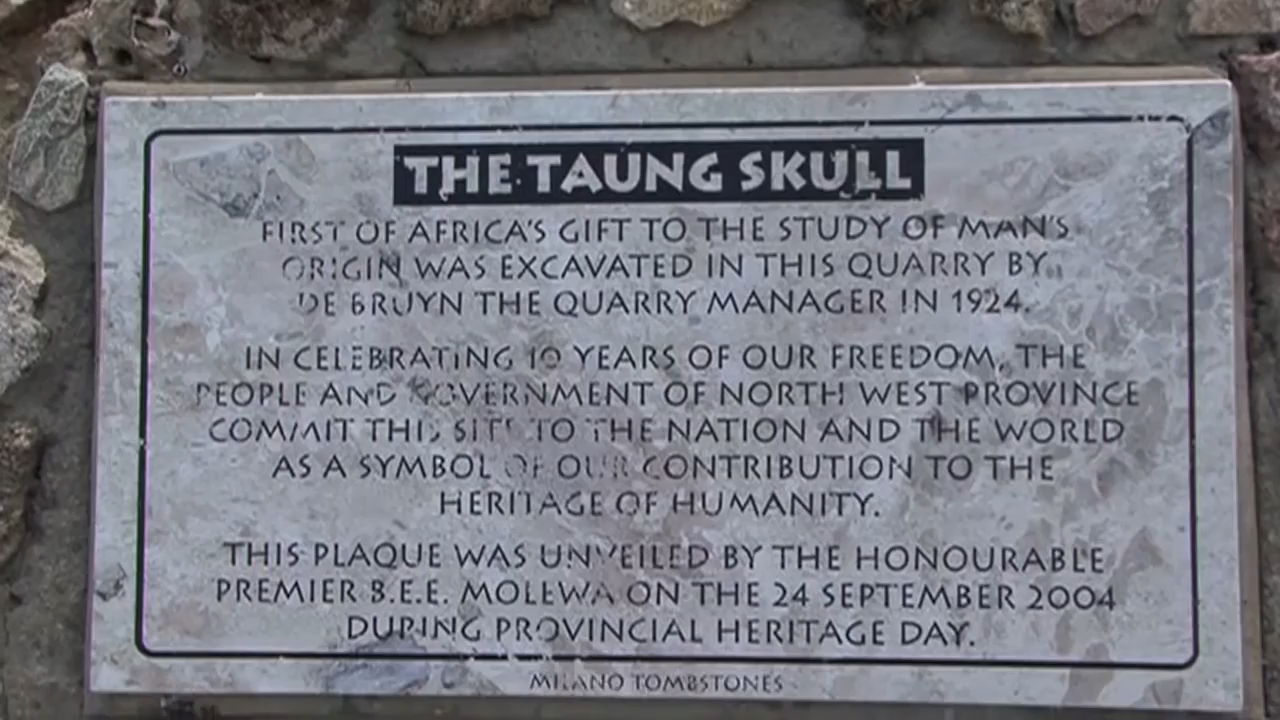 THE TAUNG SKULL
FIRST OF AFRICA'S GIFT TO THE STUDY OF MAN'S
ORIGIN WAS EXCAVATED IN THIS QUARRY BY
DE BRUYN THE QUARRY MANAGER IN 1924.
IN CELEBRATING 10 YEARS OF OUR FREEDOM, THE
PEOPLE AND GOVERNMENT OF NORTH WEST PROVINCE
COMMIT THIS SITE TO THE NATION AND THE WORLD
AS A SYMBOL OF OUR CONTRIBUTION TO THE
HERITAGE OF HUMANITY.
THIS PLAQUE WAS UNVEILED BY THE HONOURABLE
PREMIER B.E.E. MOLEWA ON THE 24 SEPTEMBER 2004
DURING PROVINCIAL HERITAGE DAY.
MILANO TOMBSTONES